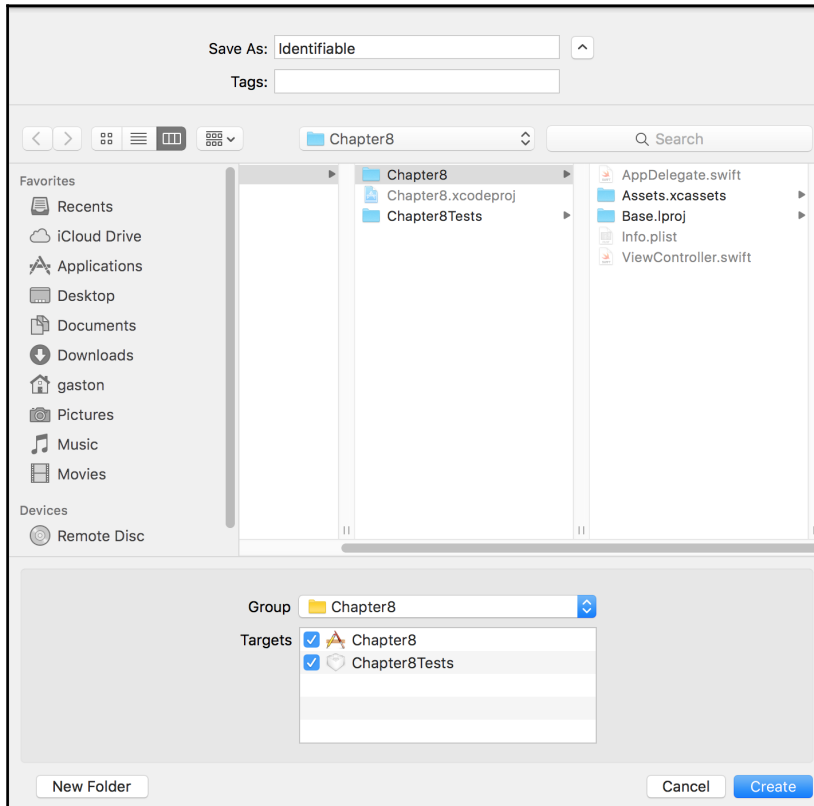 Save As: Identifiable
Tags:
Chapter8
Search
Favorites
Recents
iCloud Drive
Applications
Desktop
Documents
Downloads
gaston
Pictures
Music
Movies
Devices
Remote Disc
Chapter8
Chapter8.xcodeproj
Chapter8Tests
AppDelegate.swift
Assets.xcassets
Base.lproj
Info.plist
ViewController.swift
Group Chapter8
Targets Chapter8
Chapter8Tests
New Folder
Cancel
Create